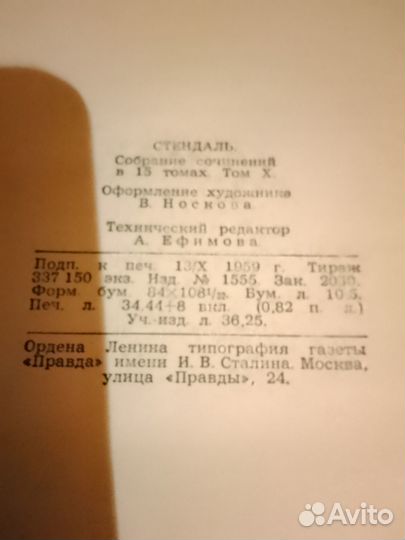 СТЕНДАЛЬ.
Собрание сочинений
в 15 томах. Том X.
Оформление художника
В. Носкова.
Технический редактор
А. Ефимова.
Подп. к печ. 13/X 1959 г. Тираж
337 150 экз. Изд. № 1555. Зак.
Форм. бум. 84×108¹/₃₂. Бум. л. 10,5.
Печ. л. 34,44+8 вкл. (0,82 п. л.)
Уч.-изд. л. 36,25.
Ордена Ленина типография газеты
«Правда» имени И. В. Сталина. Москва,
улица «Правды», 24.
Avito